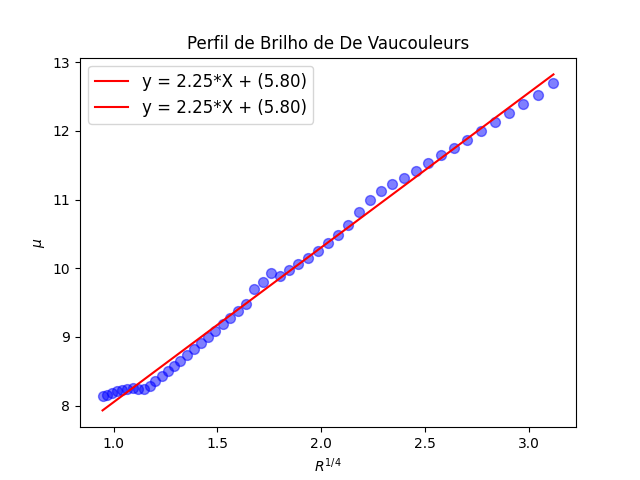 Perfil de Brilho de De Vaucouleurs
y = 2.25*X + (5.80)
y = 2.25*X + (5.80)
13
12
11
10
9
8
μ
1.0 1.5 2.0 2.5 3.0
R^{1/4}